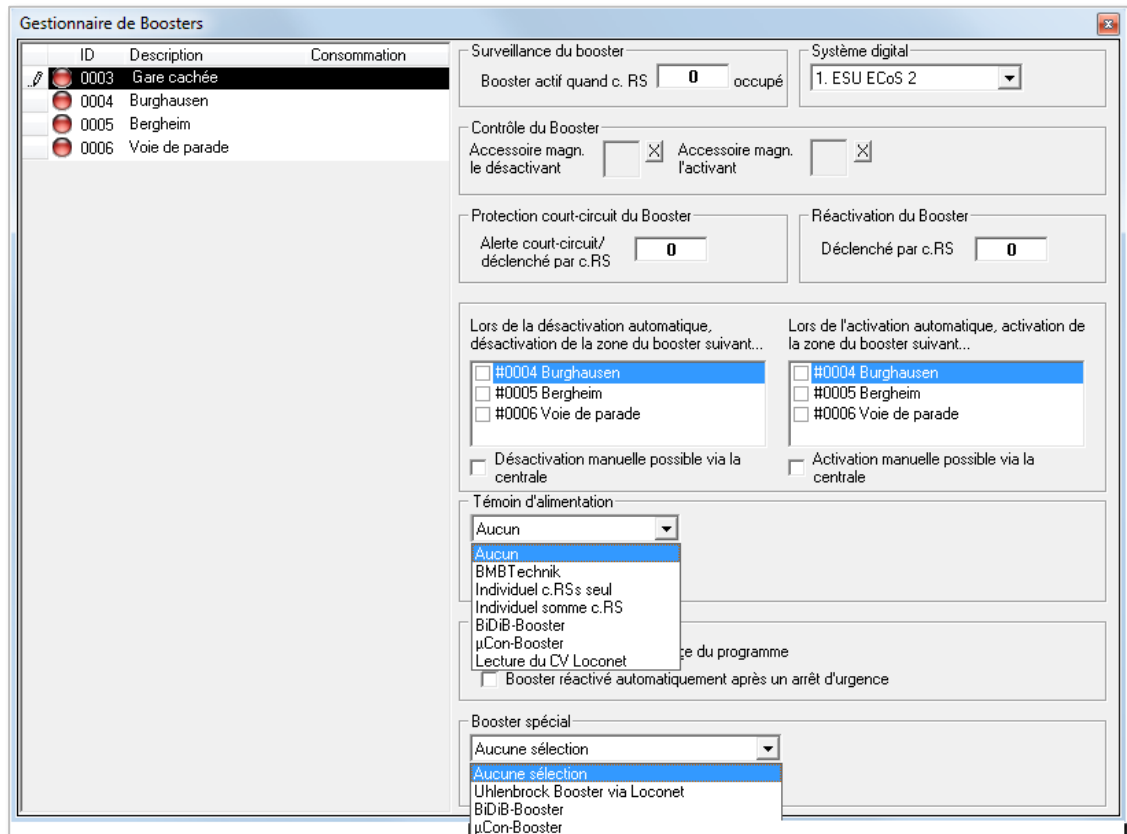 Gestionnaire de Boosters
ID Description Consommation
0003 Gare cachée
0004 Burghausen
0005 Bergheim
0006 Voie de parade
Surveillance du booster
Booster actif quand c. RS 0 occupé
Système digital
1. ESU ECoS 2
Contrôle du Booster
Accessoire magn.
le désactivant
X
Accessoire magn.
l'activant
X
Protection court-circuit du Booster
Alerte court-circuit/
déclenché par c.RS
0
Réactivation du Booster
Déclenché par c.RS 0
Lors de la désactivation automatique,
désactivation de la zone du booster suivant...
#0004 Burghausen
#0005 Bergheim
#0006 Voie de parade
Désactivation manuelle possible via la
centrale
Lors de l'activation automatique, activation de
la zone du booster suivant...
#0004 Burghausen
#0005 Bergheim
#0006 Voie de parade
Activation manuelle possible via la
centrale
Témoin d'alimentation
Aucun
Aucun
BMBTechnik
Individuel c.RSs seul
Individuel somme c.RS
BiDiB-Booster
µCon-Booster
Lecture du CV Loconet
du programme
Booster réactivé automatiquement après un arrêt d'urgence
Booster spécial
Aucune sélection
Aucune sélection
Uhlenbrock Booster via Loconet
BiDiB-Booster
µCon-Booster